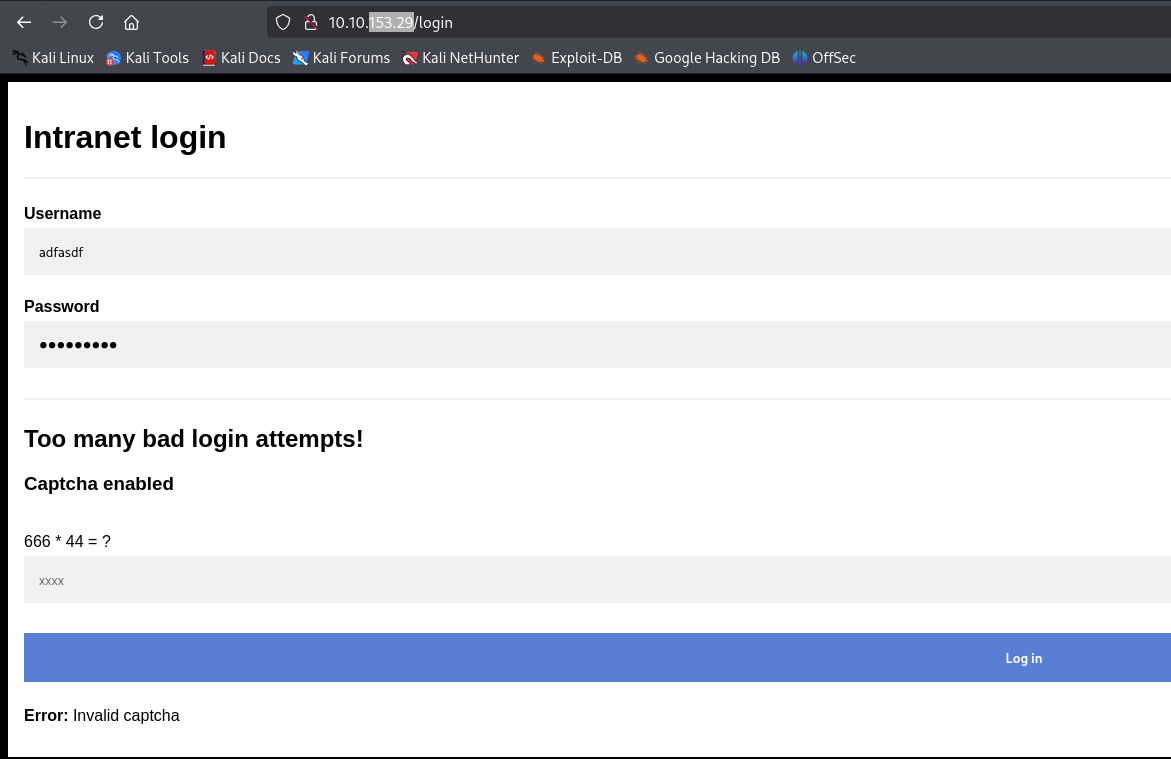 10.10.153.29/login
Kali Linux Kali Tools Kali Docs Kali Forums Kali NetHunter Exploit-DB Google Hacking DB OffSec
Intranet login
Username
adfasdf
Password
•••••••••
Too many bad login attempts!
Captcha enabled
666 * 44 = ?
xxxx
Log in
Error: Invalid captcha